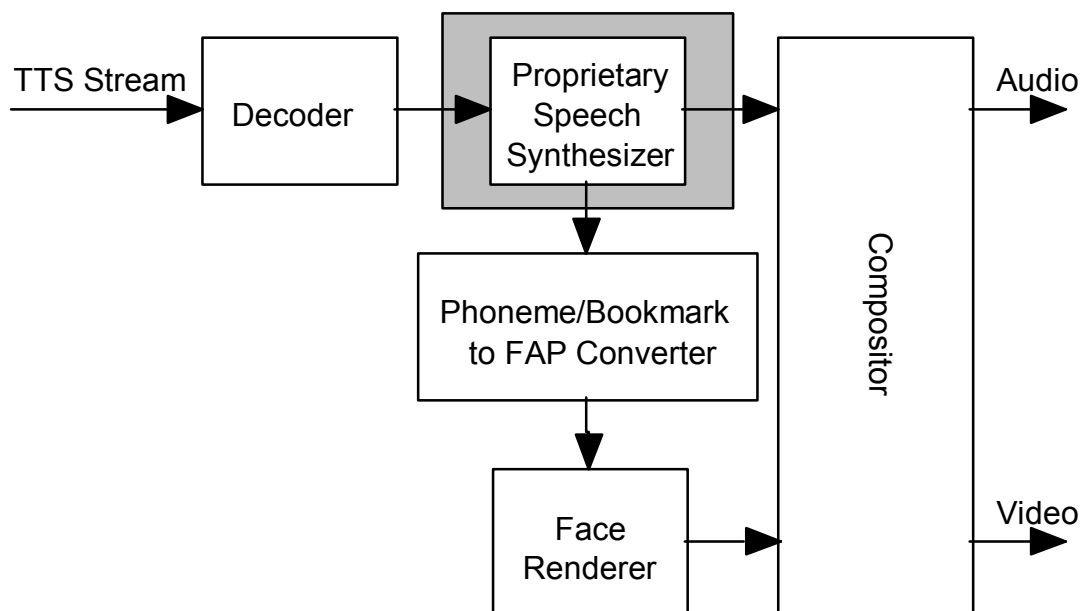 TTS Stream
Decoder
Proprietary
Speech
Synthesizer
Audio
Phoneme/Bookmark
to FAP Converter
Compositor
Face
Renderer
Video